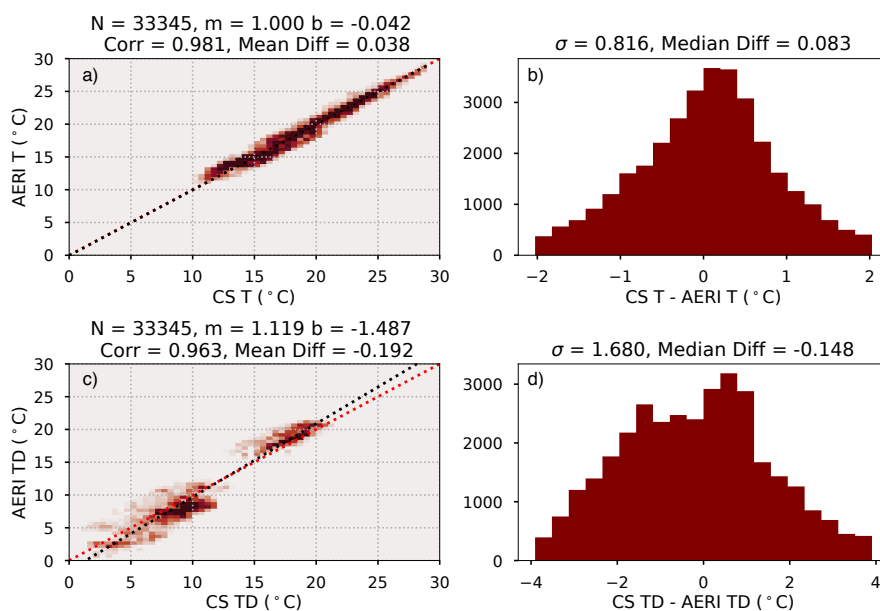 N = 33345, m = 1.000 b = -0.042
Corr = 0.981, Mean Diff = 0.038
a)
AERI T (°C)
30
25
20
15
10
5
0
0 5 10 15 20 25 30
CS T (°C)
σ = 0.816, Median Diff = 0.083
b)
3000
2000
1000
0
−2 −1 0 1 2
CS T - AERI T (°C)
N = 33345, m = 1.119 b = -1.487
Corr = 0.963, Mean Diff = -0.192
c)
AERI TD (°C)
30
25
20
15
10
5
0
0 5 10 15 20 25 30
CS TD (°C)
σ = 1.680, Median Diff = -0.148
d)
3000
2000
1000
0
−4 −2 0 2 4
CS TD - AERI TD (°C)